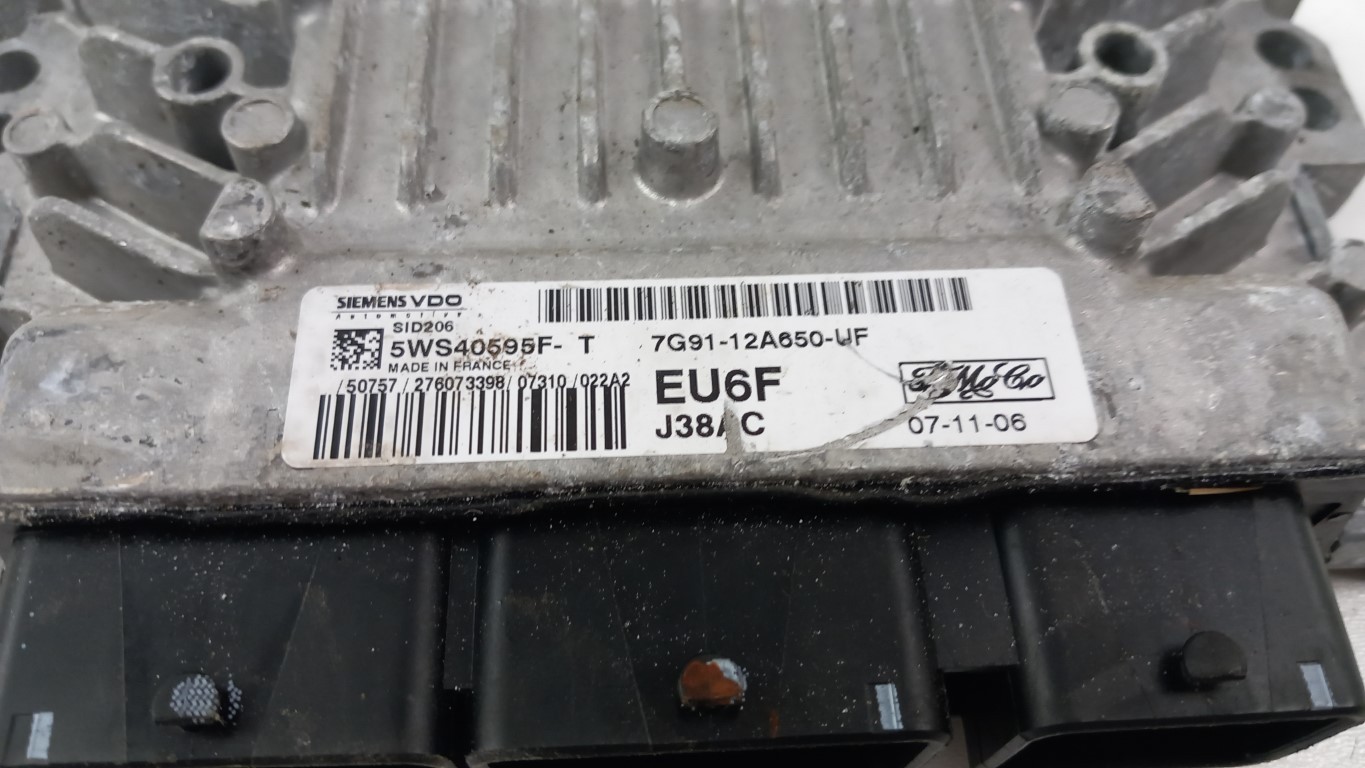 SIEMENS VDO
Automotive
SID206
5WS40595F- T
MADE IN FRANCE
/50757 / 276073398 / 07310 / 022A2
7G91-12A650-UF
EU6F
J38AC
FoMoCo
07-11-06